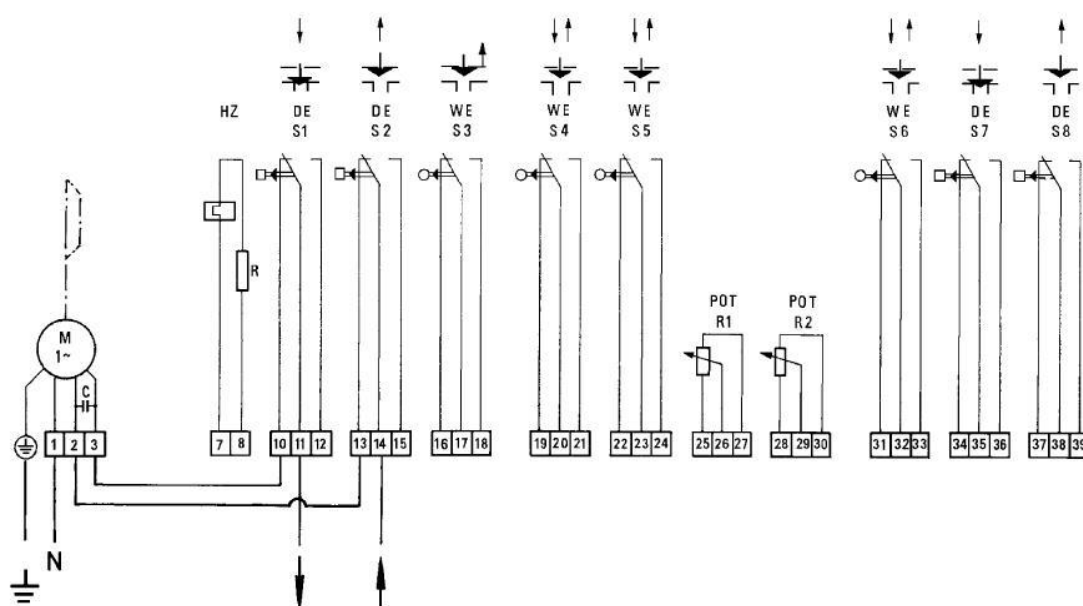 HZ DE DE WE WE WE WE DE DE
S1 S2 S3 S4 S5 S6 S7 S8
R
POT POT
R1 R2
M
1~
C
1 2 3 7 8 10 11 12 13 14 15 16 17 18 19 20 21 22 23 24 25 26 27 28 29 30 31 32 33 34 35 36 37 38 39
N